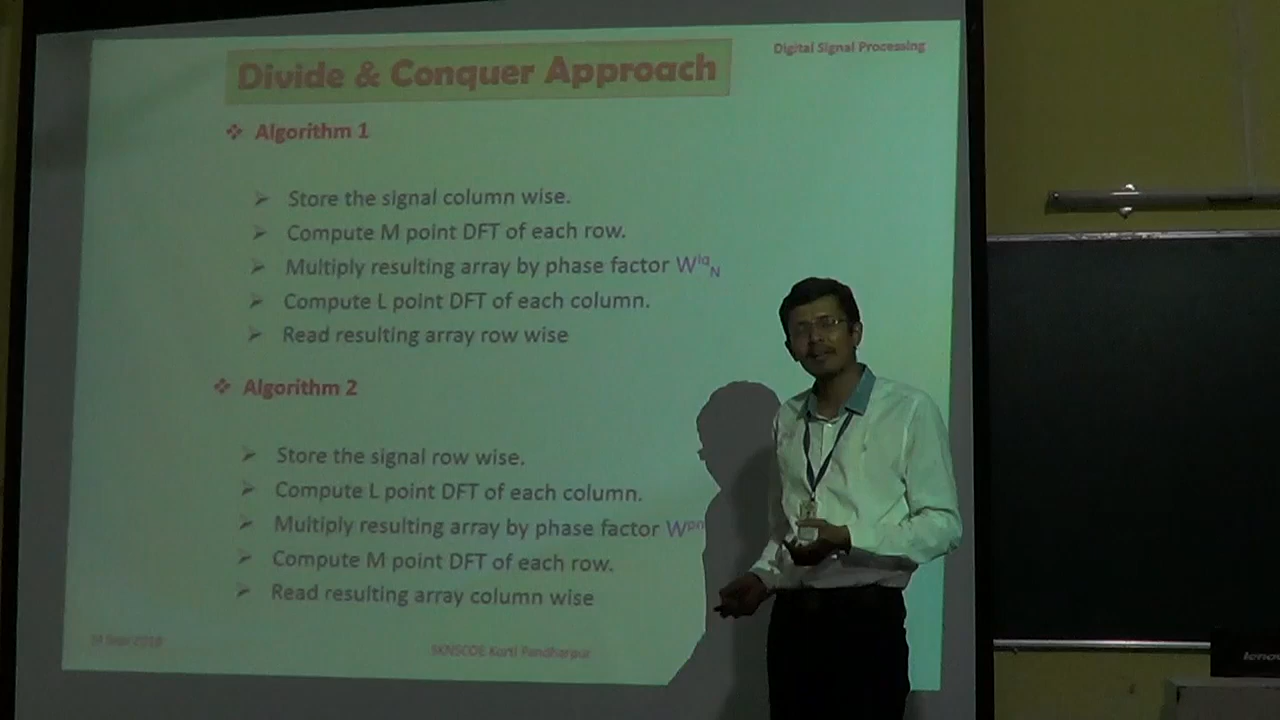 Digital Signal Processing
Divide & Conquer Approach
❖ Algorithm 1
➢ Store the signal column wise.
➢ Compute M point DFT of each row.
➢ Multiply resulting array by phase factor W^lq_N
➢ Compute L point DFT of each column.
➢ Read resulting array row wise
❖ Algorithm 2
➢ Store the signal row wise.
➢ Compute L point DFT of each column.
➢ Multiply resulting array by phase factor W
➢ Compute M point DFT of each row.
➢ Read resulting array column wise
SKNSCOE Korti Pandharpur